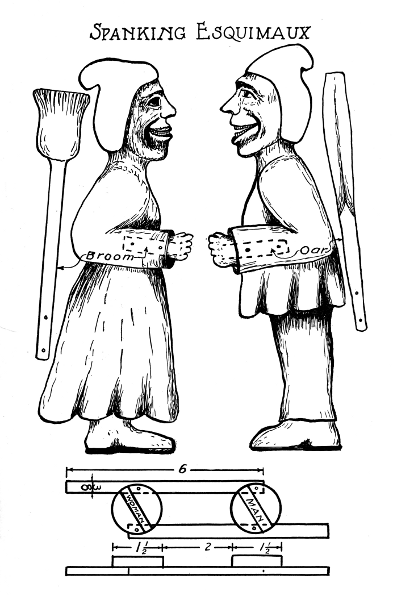 SPANKING ESQUIMAUX
Broom
Oar
6
3/8
WOMAN
MAN
1 1/2
2
1 1/2